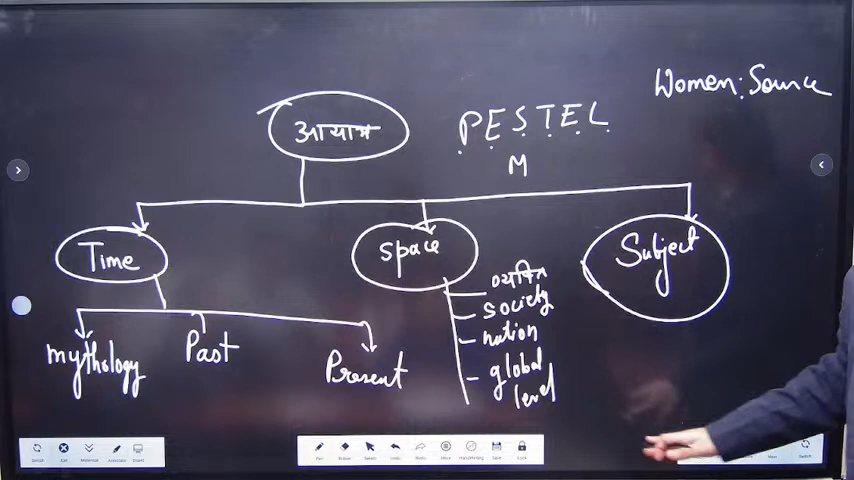 Women: Source
आयाम
PESTEL
M
Time
Space
Subject
व्यक्ति
society
nation
global
level
mythology
Past
Present